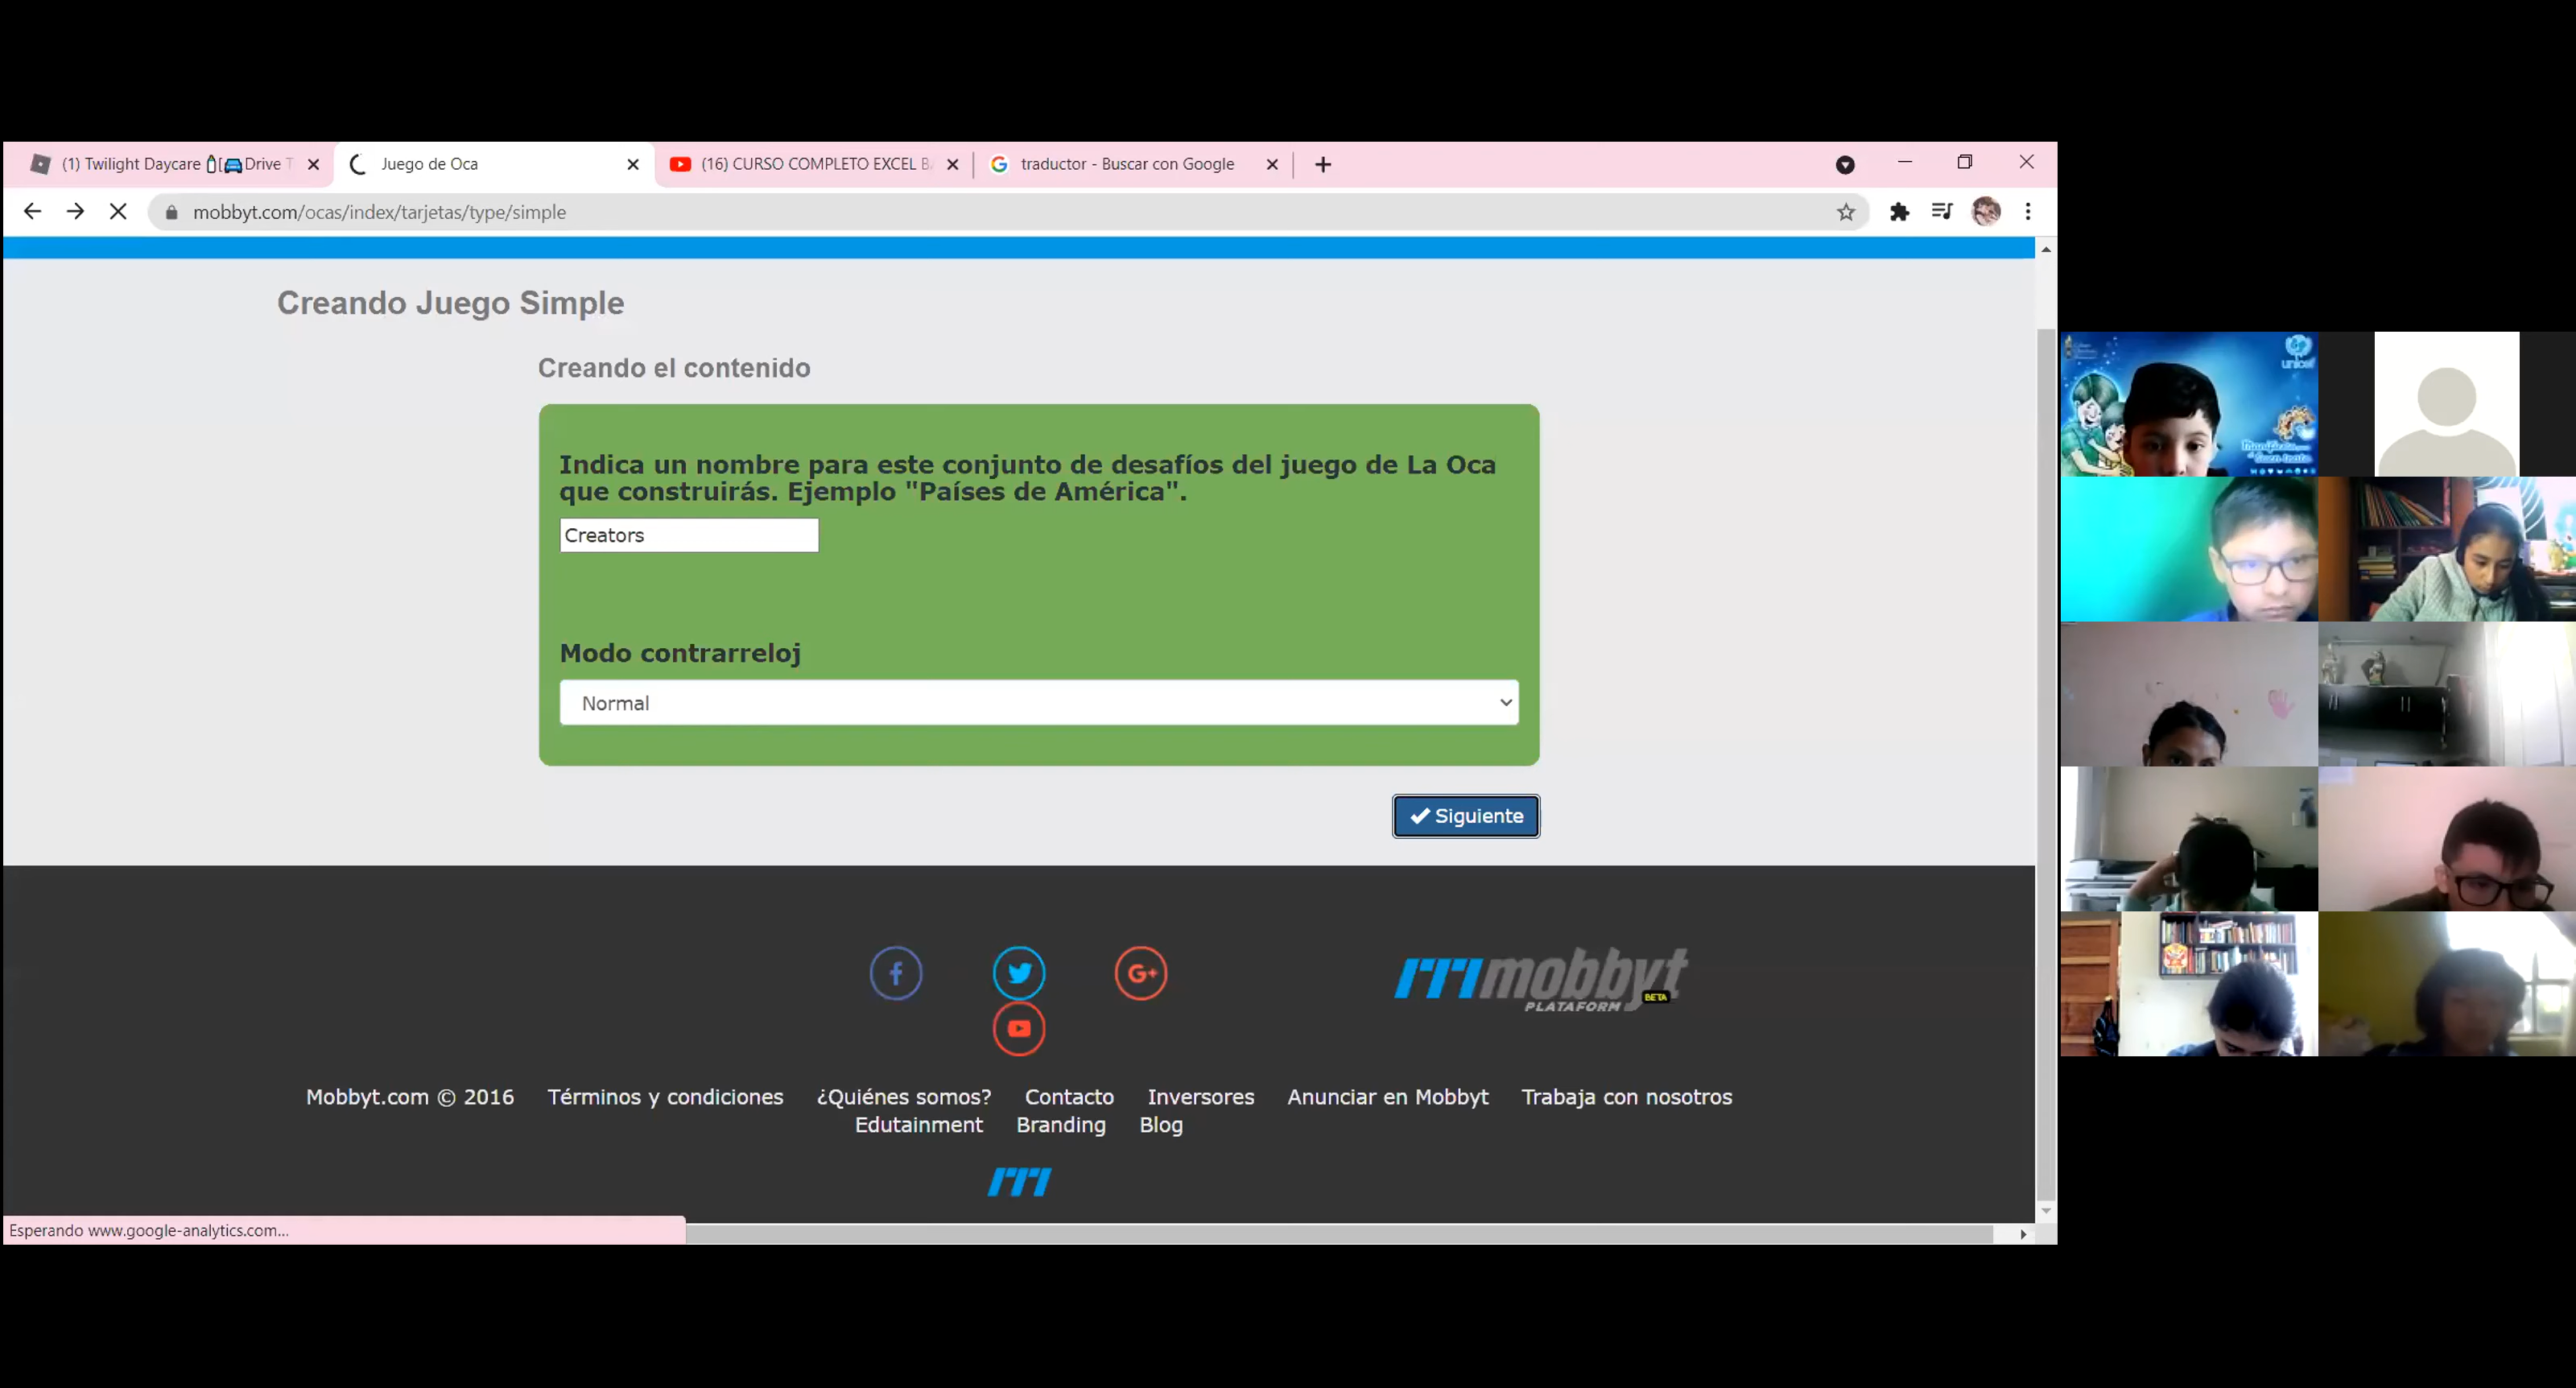 (1) Twilight Daycare 🍼[🚘Drive T
Juego de Oca
(16) CURSO COMPLETO EXCEL B
traductor - Buscar con Google
mobbyt.com/ocas/index/tarjetas/type/simple
Creando Juego Simple
Creando el contenido
Indica un nombre para este conjunto de desafíos del juego de La Oca
que construirás. Ejemplo "Países de América".
Creators
Modo contrarreloj
Normal
Siguiente
mobbyt
PLATAFORM
BETA
Mobbyt.com © 2016 Términos y condiciones ¿Quiénes somos? Contacto Inversores Anunciar en Mobbyt Trabaja con nosotros
Edutainment Branding Blog
Esperando www.google-analytics.com...
unicef